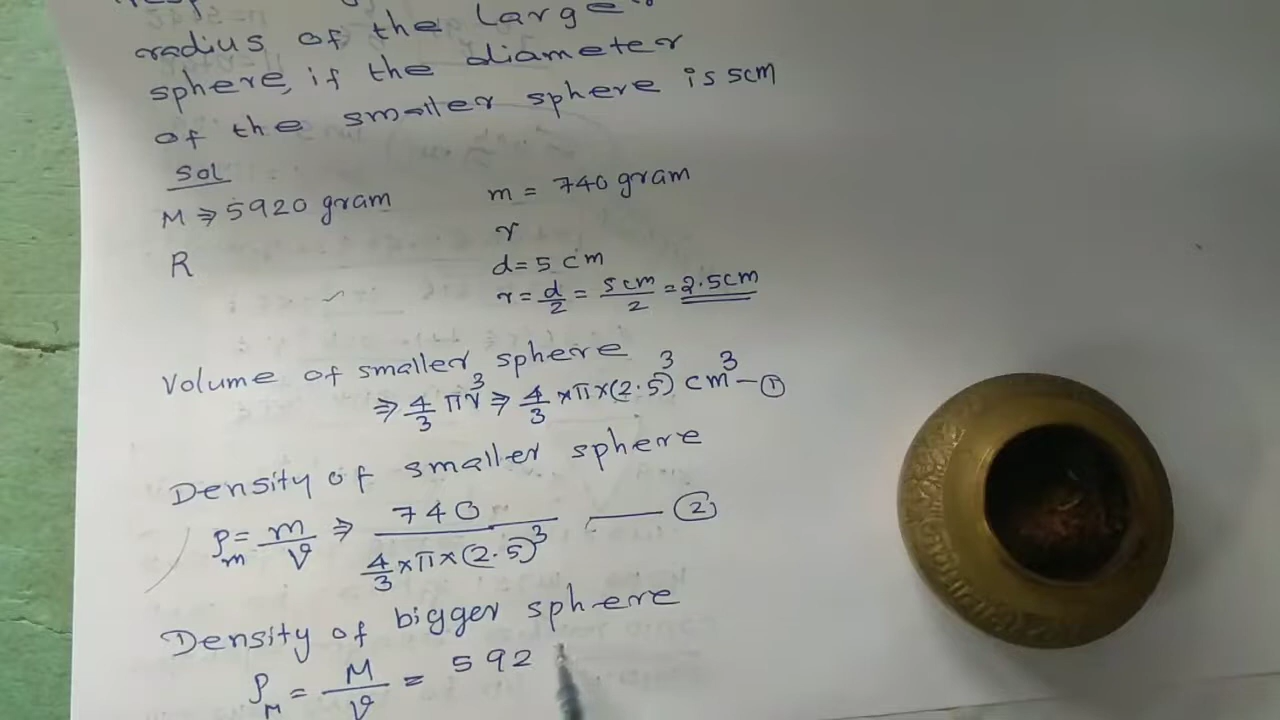 radius of the large
sphere, if the diameter
of the smaller sphere is 5cm
Sol
M ⇒ 5920 gram
m = 740 gram
R
r
d = 5 cm
r = d/2 = 5cm/2 = 2.5cm
Volume of smaller sphere
⇒ 4/3 πr³ ⇒ 4/3 × π × (2.5)³ cm³ — ①
Density of smaller sphere
ρm = m/V ⇒ 740 / (4/3 × π × (2.5)³) — ②
Density of bigger sphere
ρM = M/V = 592